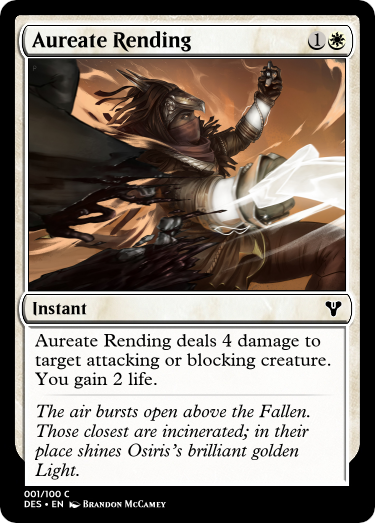 Aureate Rending 1
Instant
Aureate Rending deals 4 damage to
target attacking or blocking creature.
You gain 2 life.
The air bursts open above the Fallen.
Those closest are incinerated; in their
place shines Osiris's brilliant golden
Light.
001/100 C
DES • EN Brandon McCamey